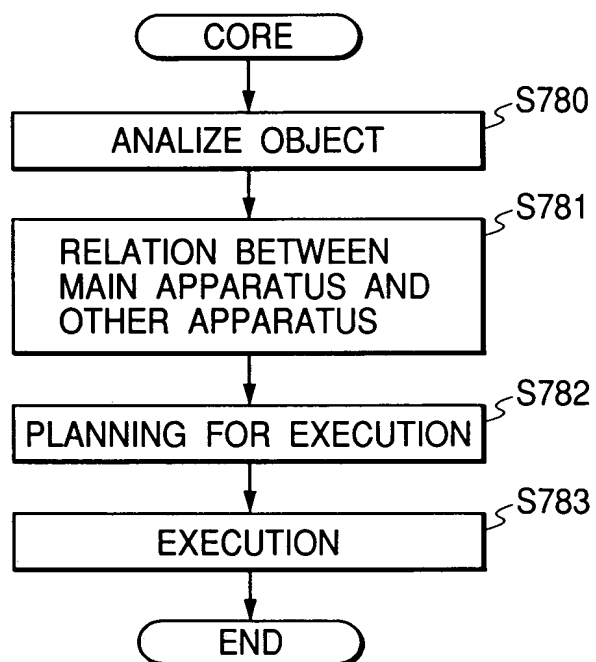 CORE
S780
ANALIZE OBJECT
S781
RELATION BETWEEN
MAIN APPARATUS AND
OTHER APPARATUS
S782
PLANNING FOR EXECUTION
S783
EXECUTION
END